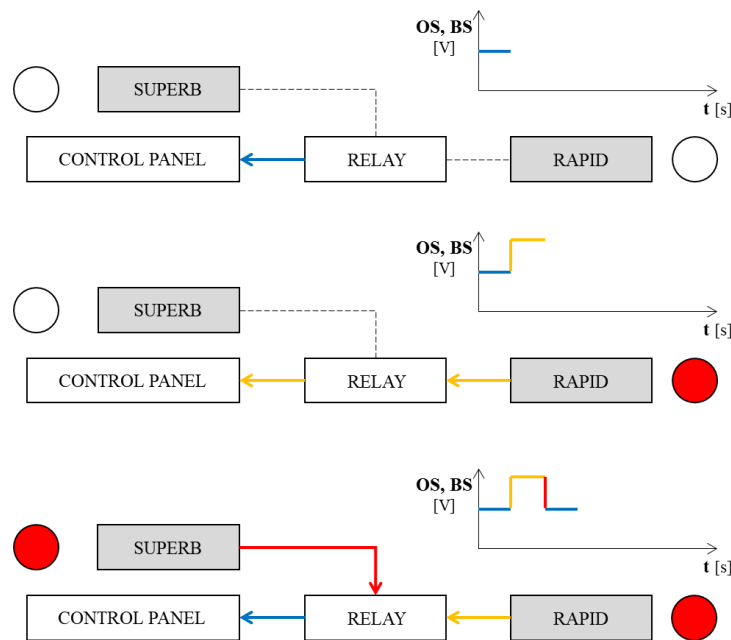 OS, BS
[V]
t [s]
SUPERB
CONTROL PANEL
RELAY
RAPID
OS, BS
[V]
t [s]
SUPERB
CONTROL PANEL
RELAY
RAPID
OS, BS
[V]
t [s]
SUPERB
CONTROL PANEL
RELAY
RAPID